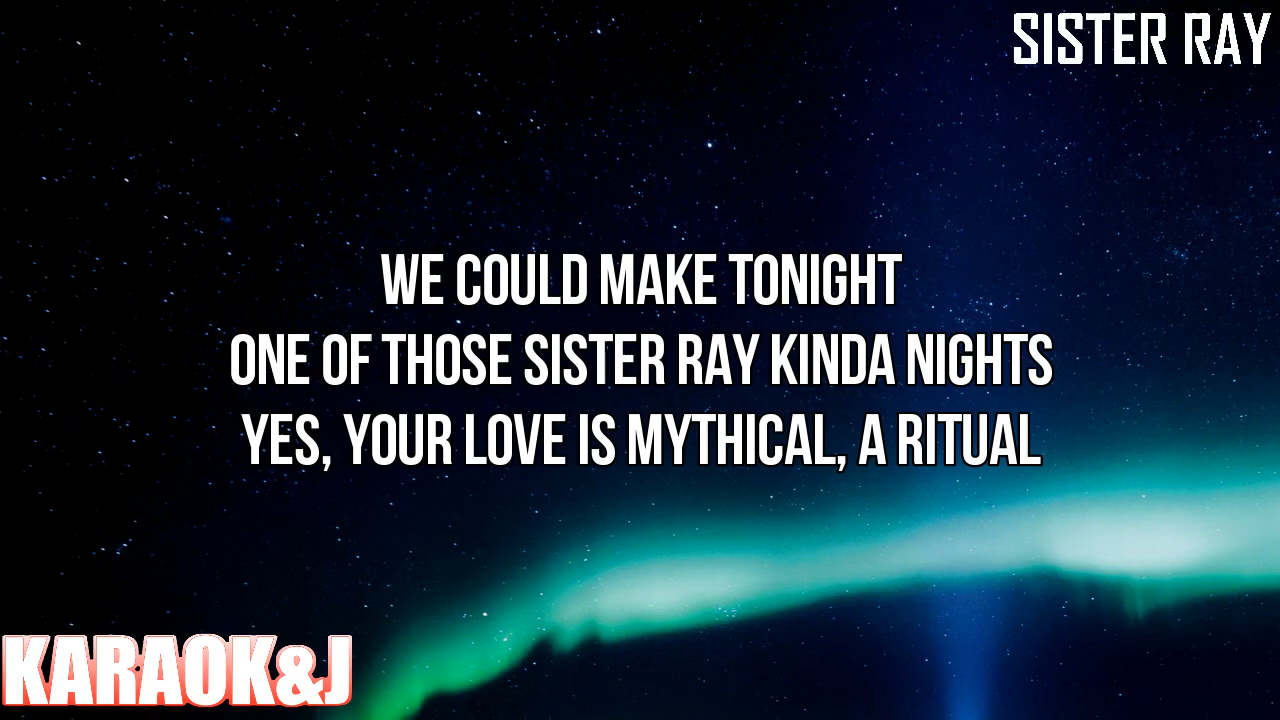 SISTER RAY
WE COULD MAKE TONIGHT
ONE OF THOSE SISTER RAY KINDA NIGHTS
YES, YOUR LOVE IS MYTHICAL, A RITUAL
KARAOK&J